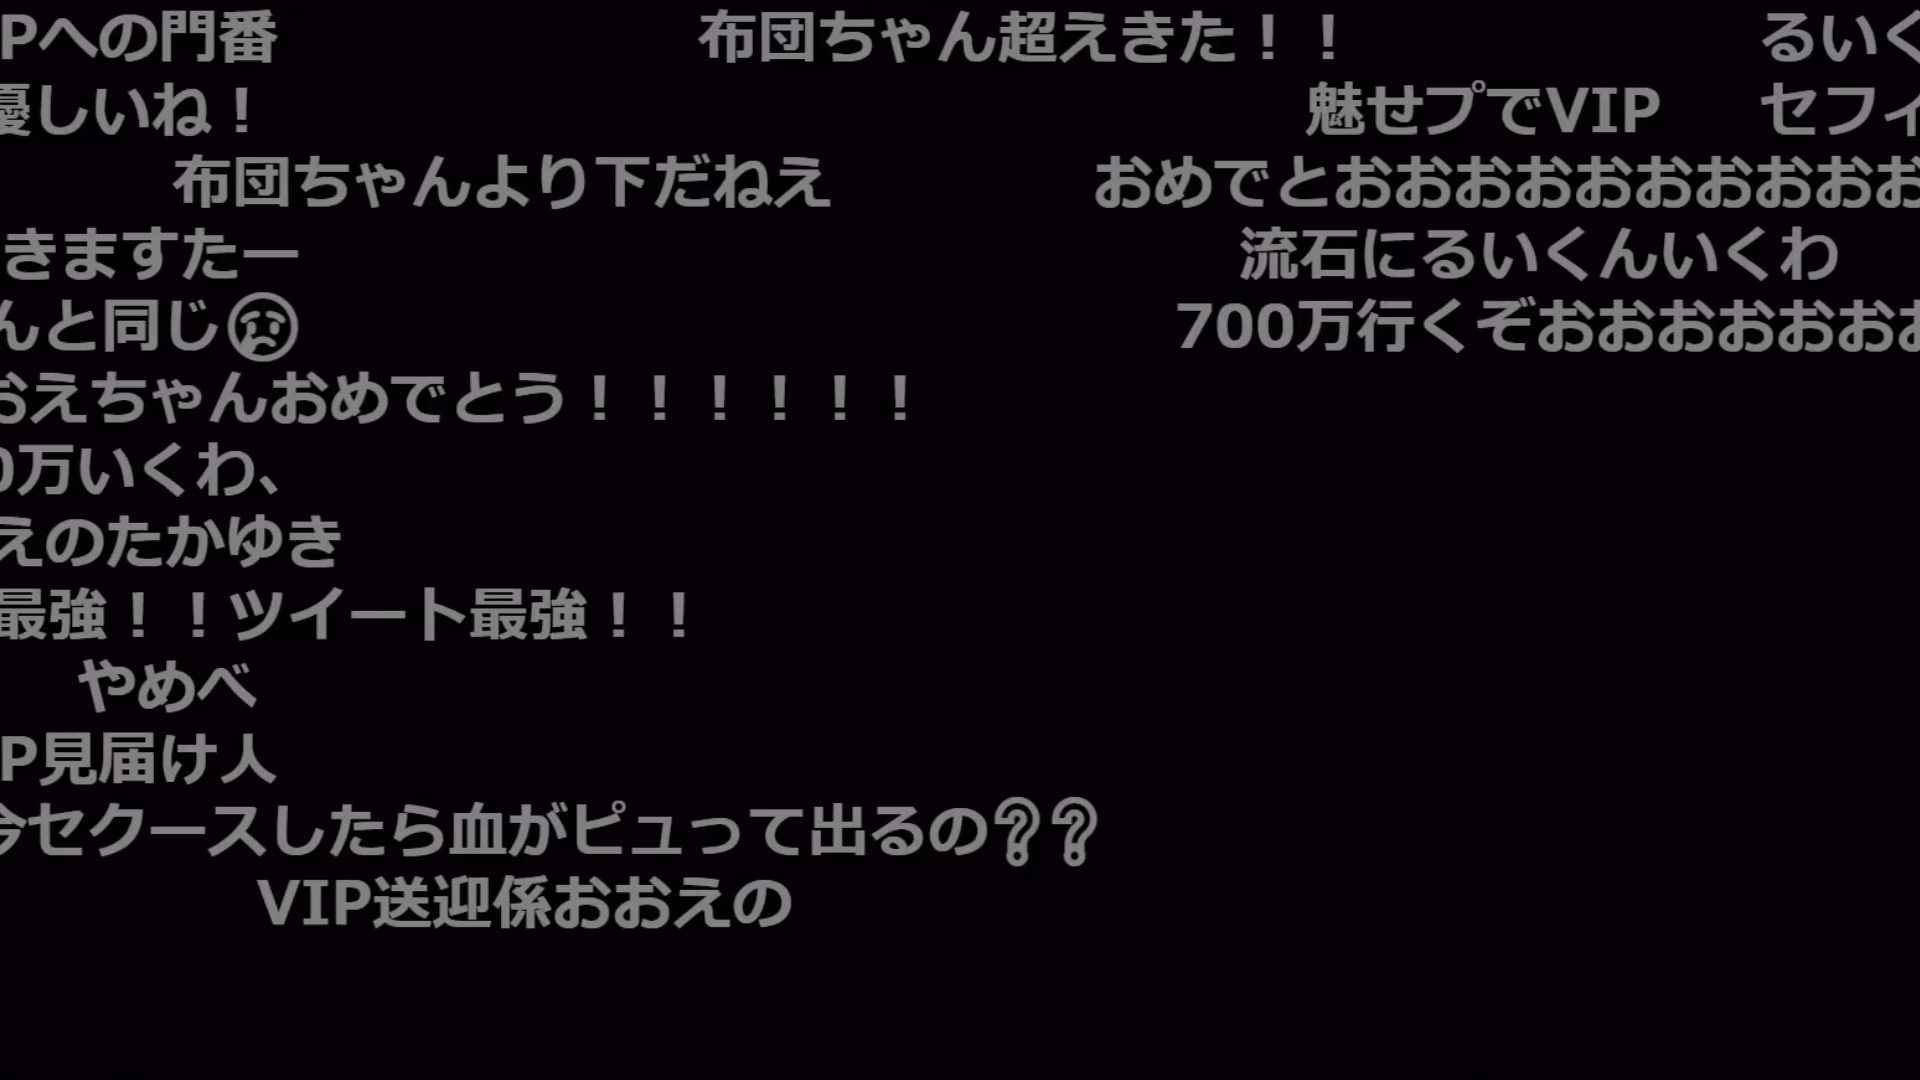 Pへの門番 布団ちゃん超えきた！！ るいく
優しいね！ 魅せプでVIP セフィ
布団ちゃんより下だねえ おめでとおおおおおおおおおお
きますたー 流石にるいくんいくわ
んと同じ😢 700万行くぞおおおおおおお
おえちゃんおめでとう！！！！！！
0万いくわ、
えのたかゆき
最強！！ツイート最強！！
やめべ
P見届け人
今セクースしたら血がピュって出るの❓❓
VIP送迎係おおえの